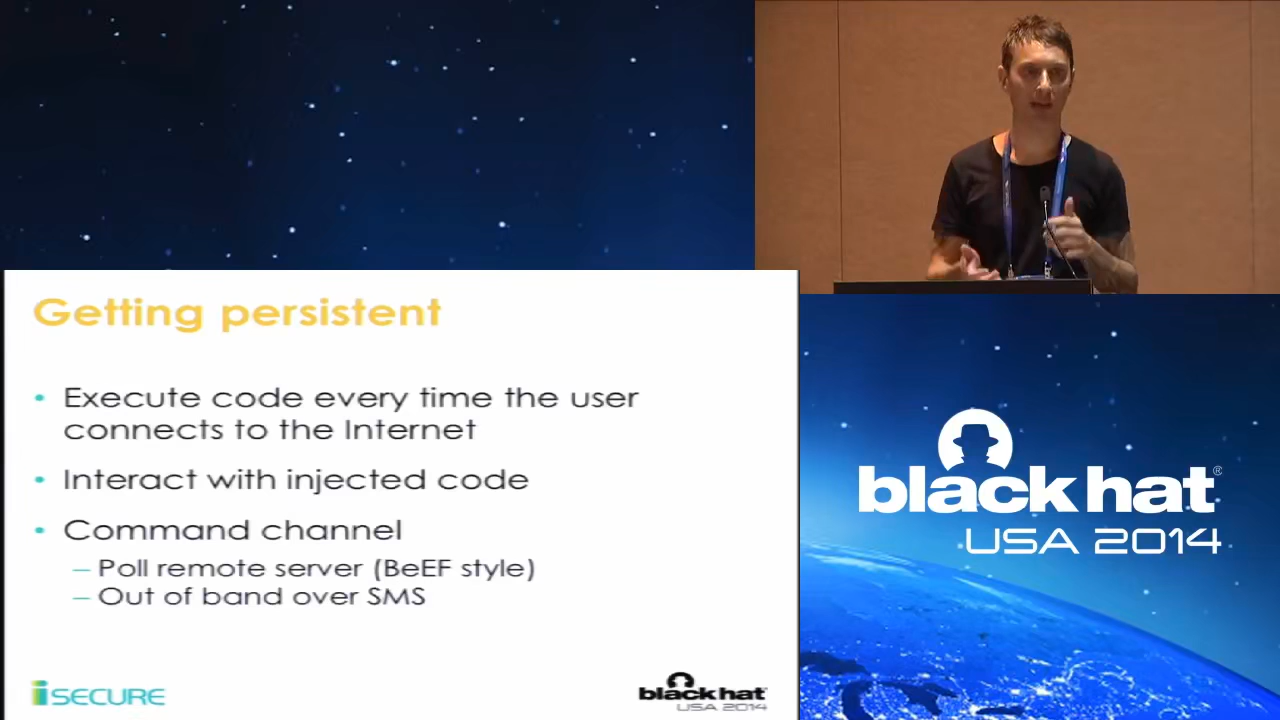 Getting persistent
• Execute code every time the user
connects to the Internet
• Interact with injected code
• Command channel
– Poll remote server (BeEF style)
– Out of band over SMS
iSECURE
black hat
USA 2014
black hat®
USA 2014